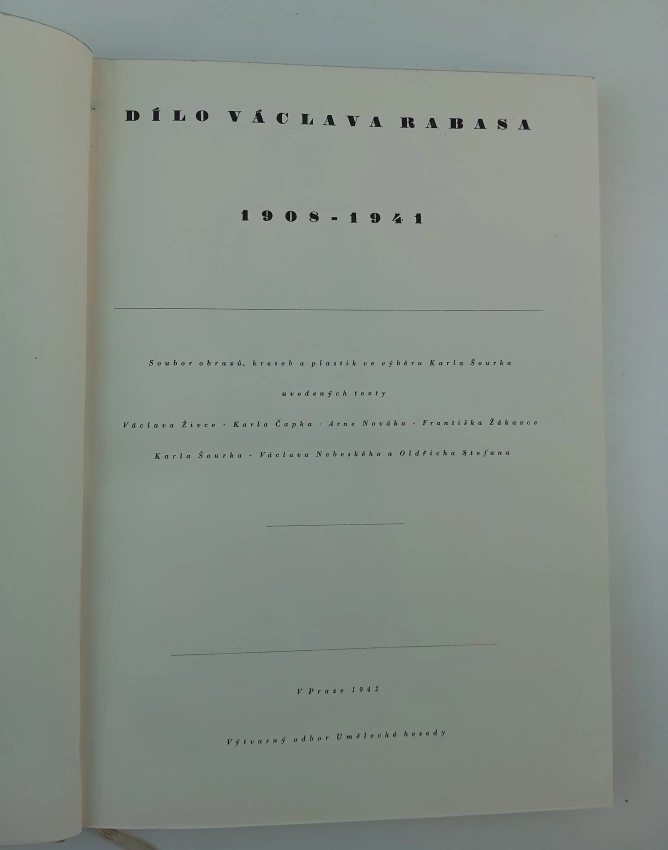 DÍLO VÁCLAVA RABASA
1908-1941
Soubor obrazů, kreseb a plastik ve výběru Karla Šourka
uvedených texty
Václava Živce · Karla Čapka · Arne Nováka · Františka Žákavce
Karla Šourka · Václava Nebeského a Oldřicha Stefana
V Praze 1942
Výtvarný odbor Umělecké besedy